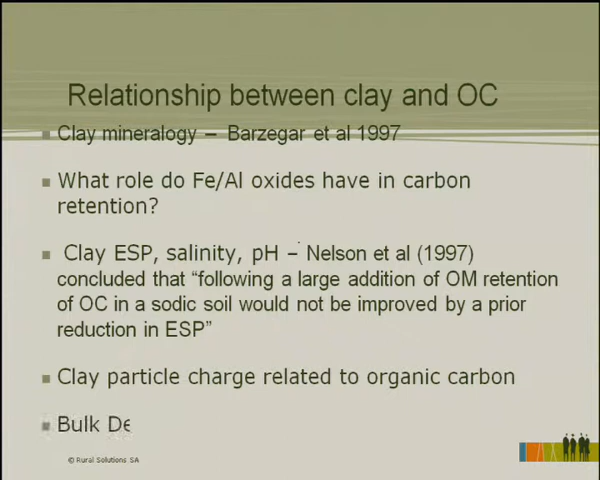 Relationship between clay and OC
Clay mineralogy – Barzegar et al 1997
What role do Fe/Al oxides have in carbon
retention?
Clay ESP, salinity, pH – Nelson et al (1997)
concluded that “following a large addition of OM retention
of OC in a sodic soil would not be improved by a prior
reduction in ESP”
Clay particle charge related to organic carbon
Bulk De
© Rural Solutions SA